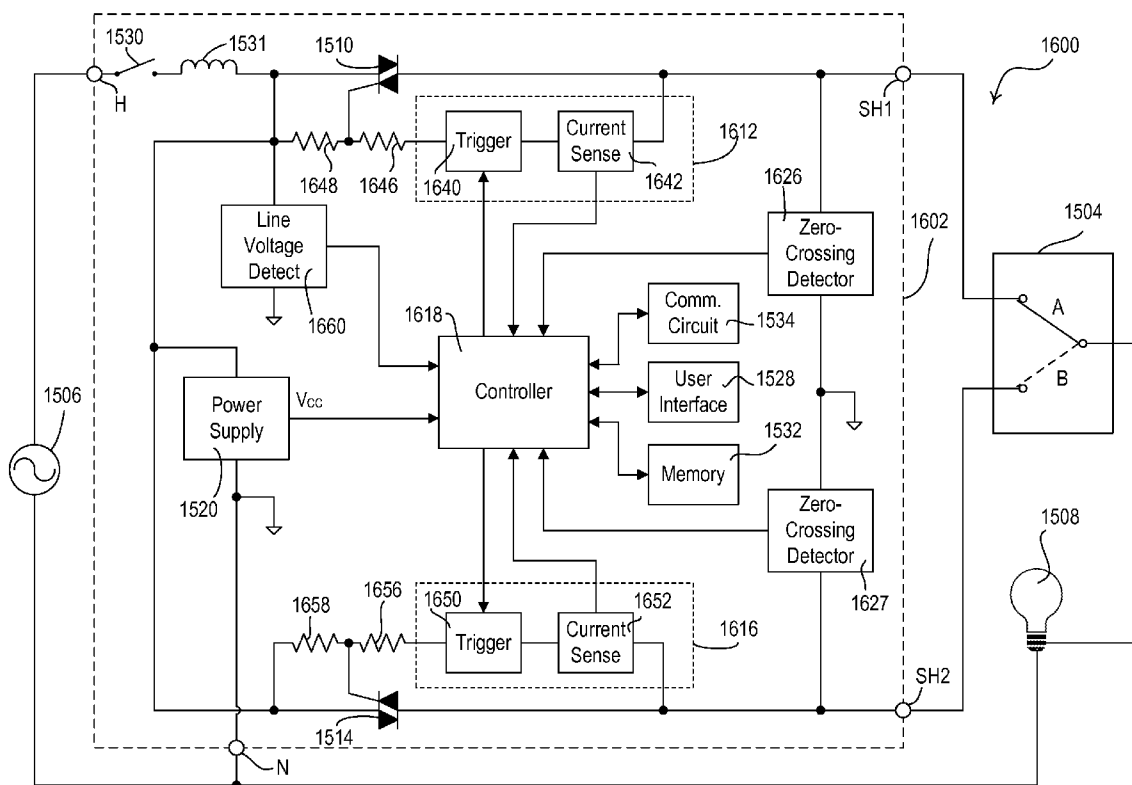 1530
1531
1510
1600
H
SH1
Trigger
Current
Sense
1612
1648
1646
1640
1642
1626
Line
Voltage
Detect
Zero-
Crossing
Detector
1602
1504
1660
1618
Comm.
Circuit
1534
A
Controller
User
Interface
1528
B
1506
Power
Supply
Vcc
1520
Memory
1532
Zero-
Crossing
Detector
1508
1658
1656
1650
1652
1627
Trigger
Current
Sense
1616
SH2
1514
N